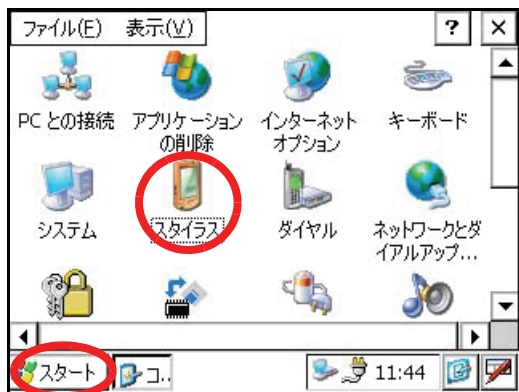 ファイル(F) 表示(V) ? ×
PC との接続 アプリケーションの削除 インターネットオプション キーボード
システム スタイラス ダイヤル ネットワークとダイアルアップ...
スタート コ.. 11:44